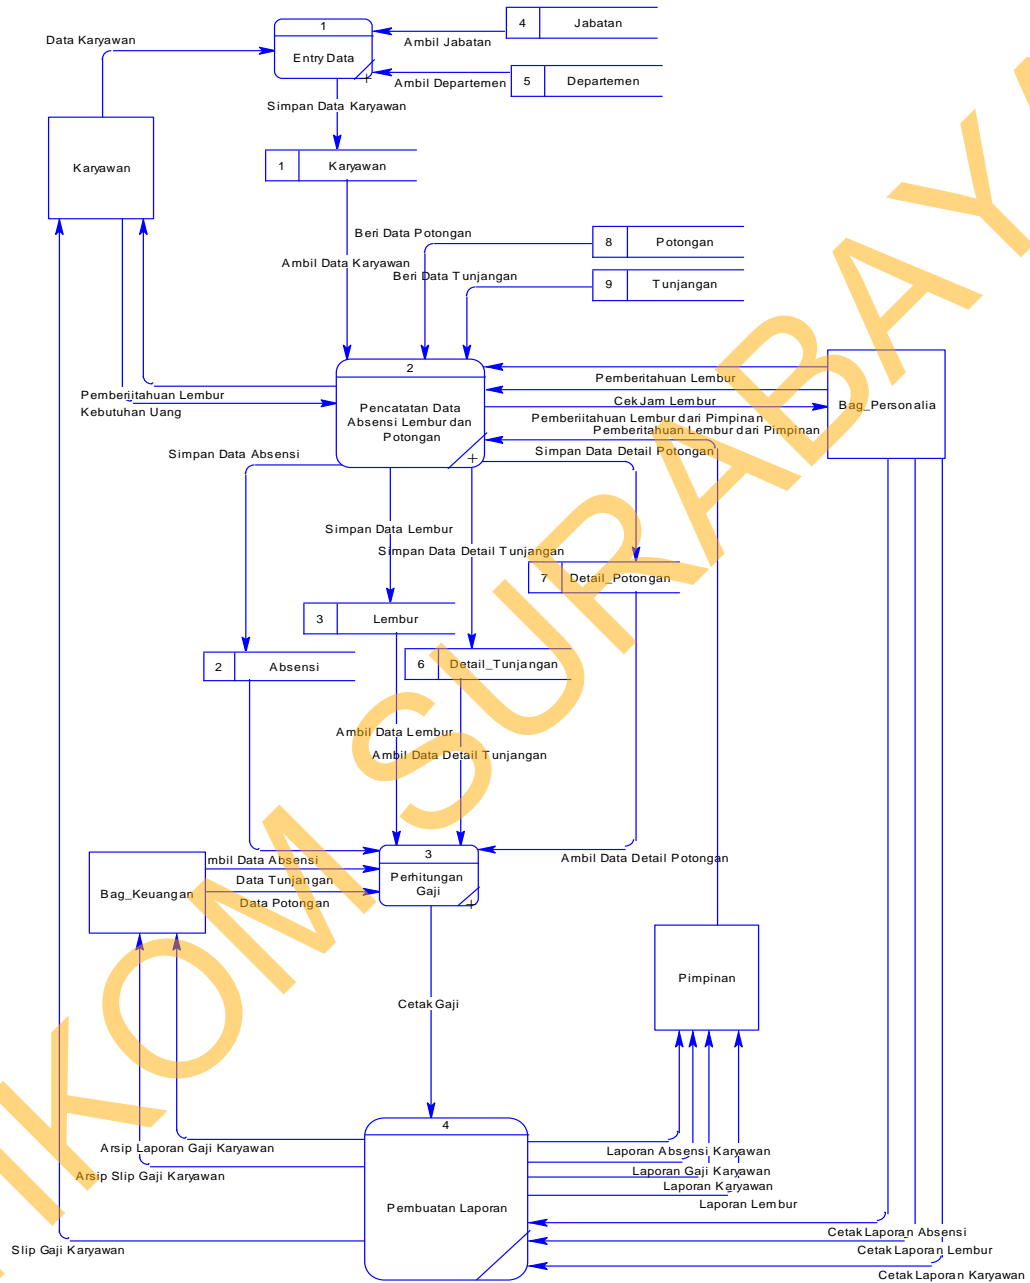 4 Jabatan
1
Data Karyawan
Ambil Jabatan
Entry Data
5 Departemen
Ambil Departemen
Simpan Data Karyawan
1 Karyawan
Karyawan
Beri Data Potongan
8 Potongan
Ambil Data Karyawan
Beri Data Tunjangan
9 Tunjangan
2
Pemberitahuan Lembur
Pemberiitahuan Lembur
Kebutuhan Uang
Pencatatan Data
Absensi Lembur dan
Potongan
Cek Jam Lembur
Bag_Personalia
Pemberiitahuan Lembur dari Pimpinan
Pemberitahuan Lembur dari Pimpinan
Simpan Data Absensi
Simpan Data Detail Potongan
Simpan Data Lembur
Simpan Data Detail Tunjangan
7 Detail_Potongan
3 Lembur
2 Absensi
6 Detail_Tunjangan
Ambil Data Lembur
Ambil Data Detail Tunjangan
3
mbil Data Absensi
Ambil Data Detail Potongan
Perhitungan
Gaji
Data Tunjangan
Bag_Keuangan
Data Potongan
Pimpinan
Cetak Gaji
4
Arsip Laporan Gaji Karyawan
Laporan Absensi Karyawan
Arsip Slip Gaji Karyawan
Laporan Gaji Karyawan
Laporan Karyawan
Laporan Lembur
Pembuatan Laporan
Cetak Laporan Absensi
Slip Gaji Karyawan
Cetak Laporan Lembur
Cetak Laporan Karyawan
IKOM SURABAYA